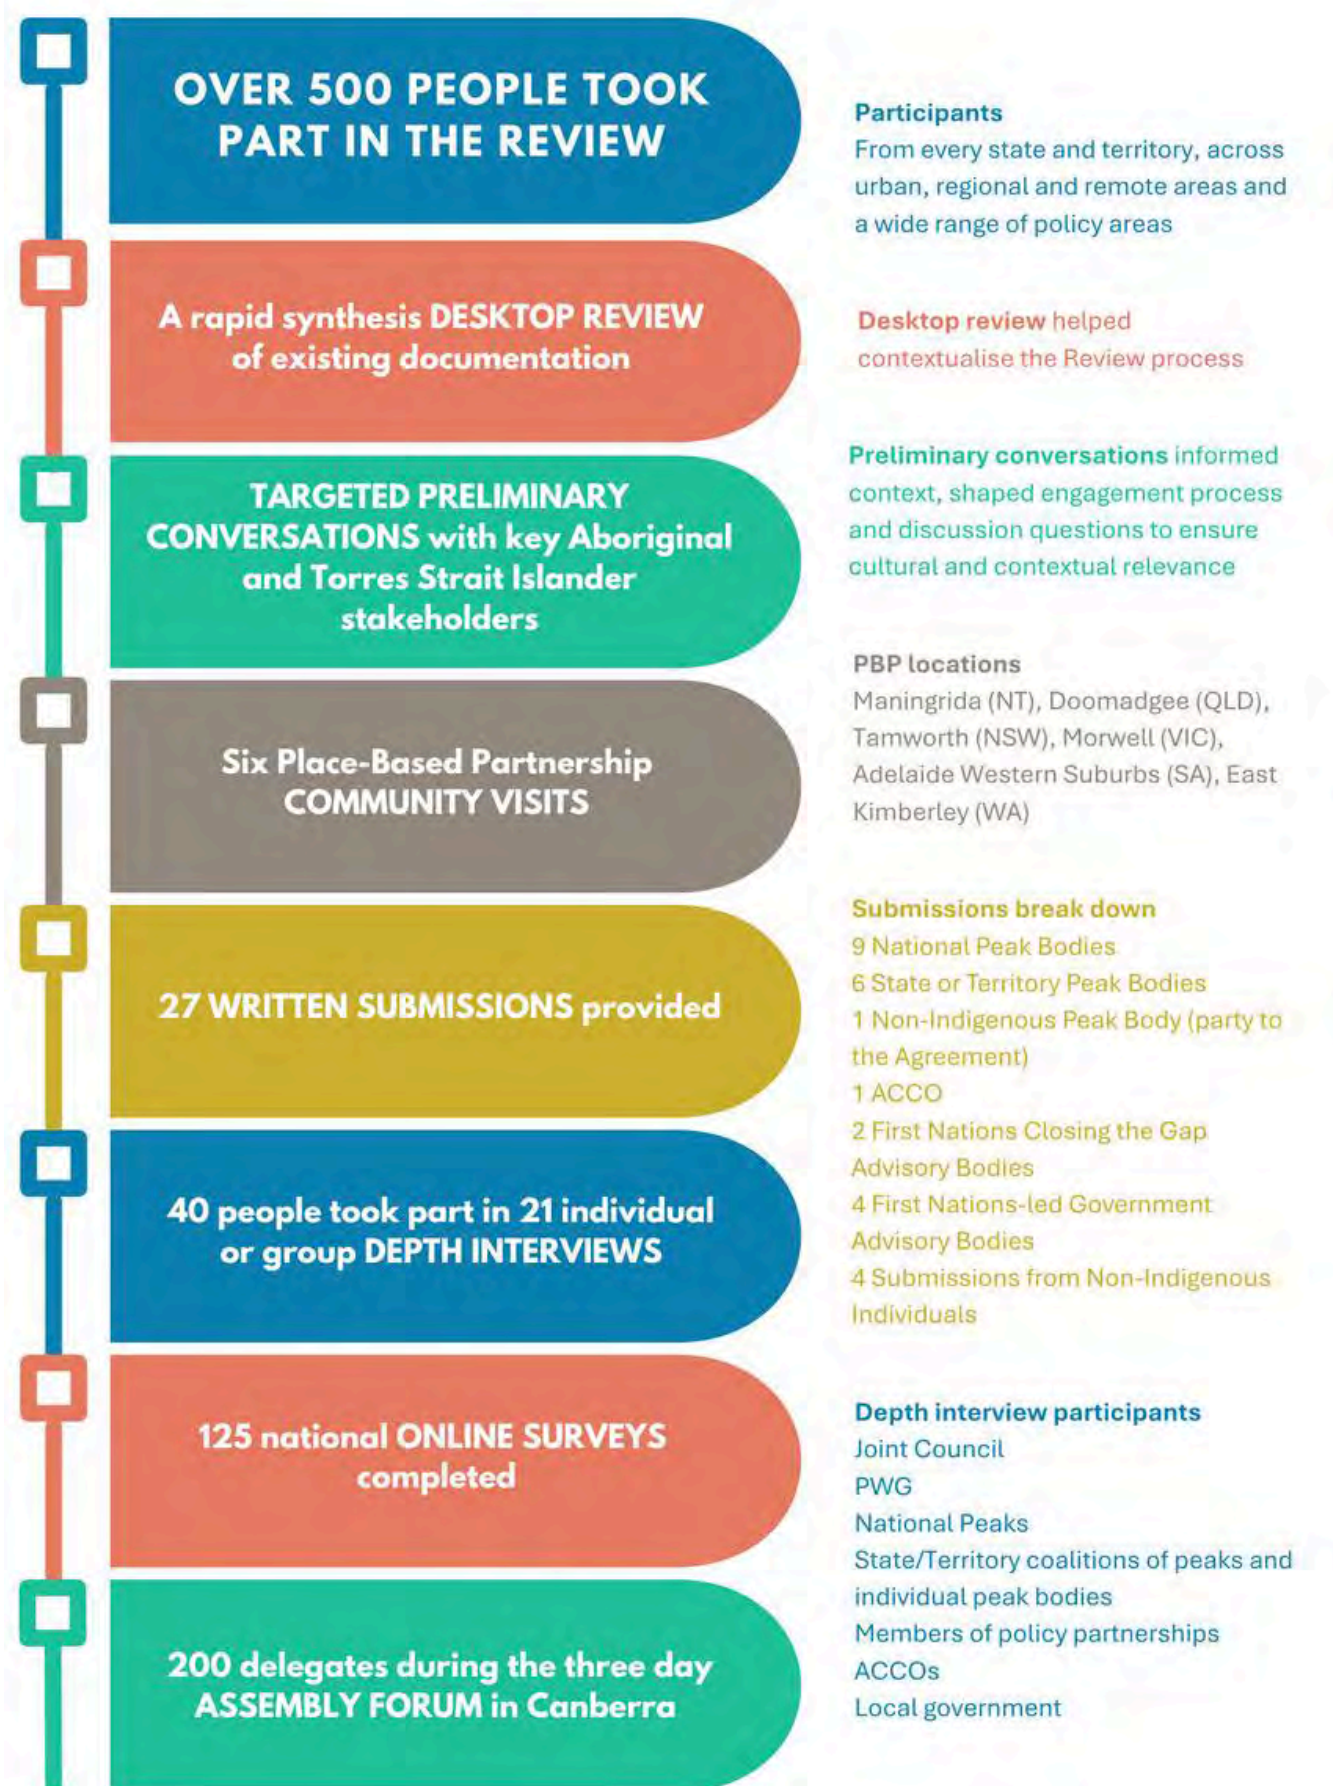 OVER 500 PEOPLE TOOK
PART IN THE REVIEW
Participants
From every state and territory, across
urban, regional and remote areas and
a wide range of policy areas
A rapid synthesis DESKTOP REVIEW
of existing documentation
Desktop review helped
contextualise the Review process
TARGETED PRELIMINARY
CONVERSATIONS with key Aboriginal
and Torres Strait Islander
stakeholders
Preliminary conversations informed
context, shaped engagement process
and discussion questions to ensure
cultural and contextual relevance
Six Place-Based Partnership
COMMUNITY VISITS
PBP locations
Maningrida (NT), Doomadgee (QLD),
Tamworth (NSW), Morwell (VIC),
Adelaide Western Suburbs (SA), East
Kimberley (WA)
27 WRITTEN SUBMISSIONS provided
Submissions break down
9 National Peak Bodies
6 State or Territory Peak Bodies
1 Non-Indigenous Peak Body (party to
the Agreement)
1 ACCO
2 First Nations Closing the Gap
Advisory Bodies
4 First Nations-led Government
Advisory Bodies
4 Submissions from Non-Indigenous
Individuals
40 people took part in 21 individual
or group DEPTH INTERVIEWS
125 national ONLINE SURVEYS
completed
Depth interview participants
Joint Council
PWG
National Peaks
State/Territory coalitions of peaks and
individual peak bodies
Members of policy partnerships
ACCOs
Local government
200 delegates during the three day
ASSEMBLY FORUM in Canberra